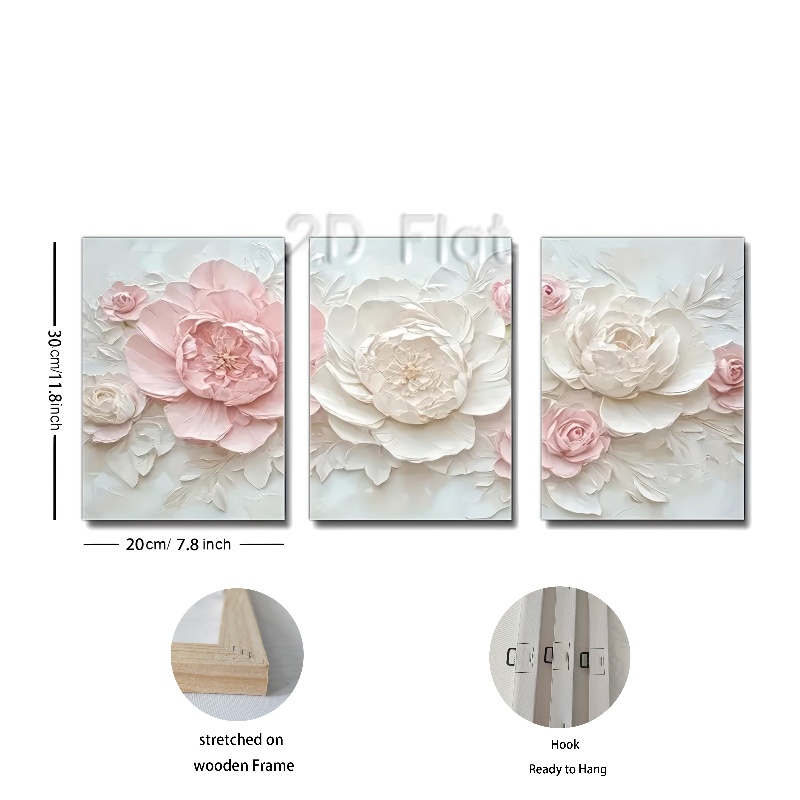 2D Flat
30cm/11.8inch
20cm/ 7.8 inch
stretched on
wooden Frame
Hook
Ready to Hang